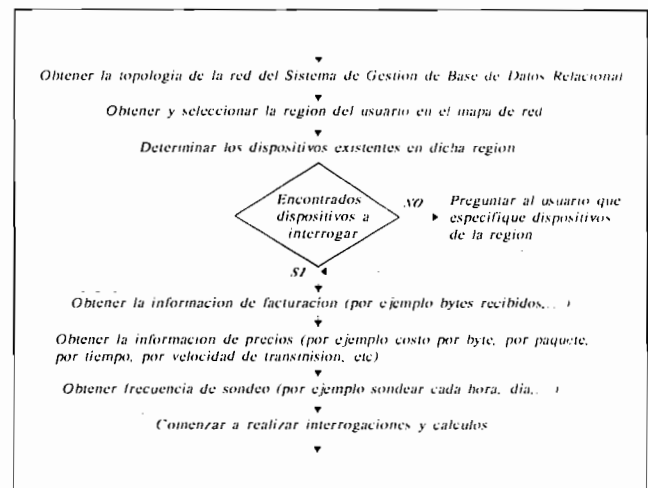 Obtener la topologia de la red del Sistema de Gestion de Base de Datos Relacional
Obtener y seleccionar la region del usuario en el mapa de red
Determinar los dispositivos existentes en dicha region
Encontrados
dispositivos a
interrogar
NO
Preguntar al usuario que
especifique dispositivos
de la region
SI
Obtener la informacion de facturacion (por ejemplo bytes recibidos,... )
Obtener la informacion de precios (por ejemplo costo por byte, por paquete,
por tiempo, por velocidad de transmision, etc)
Obtener frecuencia de sondeo (por ejemplo sondear cada hora, dia,... )
Comenzar a realizar interrogaciones y calculos